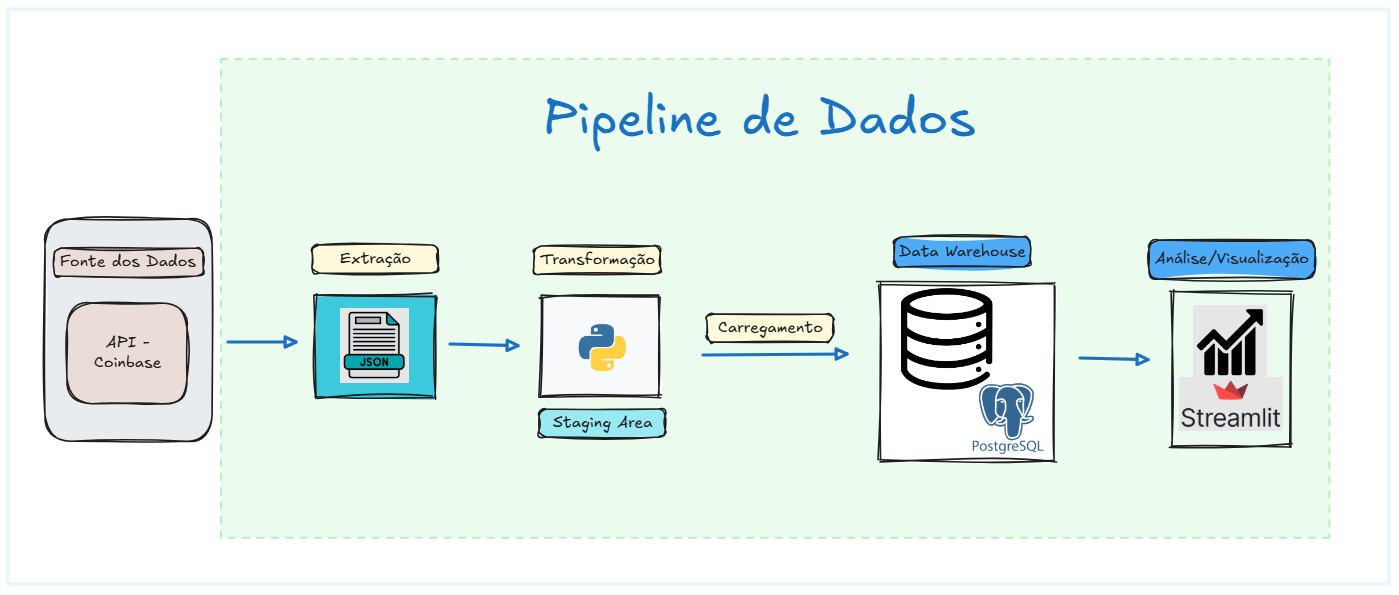 Pipeline de Dados
Fonte dos Dados
API -
Coinbase
Extração
JSON
Transformação
Staging Area
Carregamento
Data Warehouse
PostgreSQL
Análise/Visualização
Streamlit